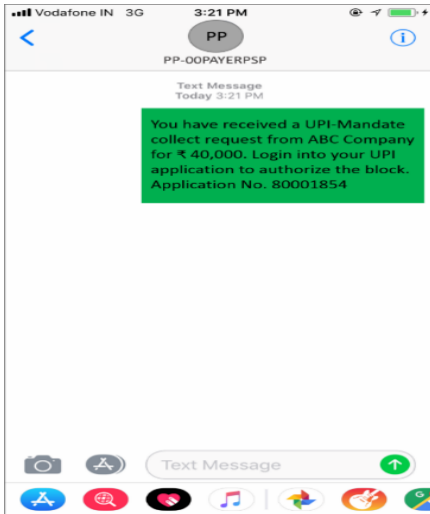 Vodafone IN 3G 3:21 PM
PP
PP-00PAYERPSP
Text Message
Today 3:21 PM
You have received a UPI-Mandate
collect request from ABC Company
for ₹ 40,000. Login into your UPI
application to authorize the block.
Application No. 80001854
Text Message